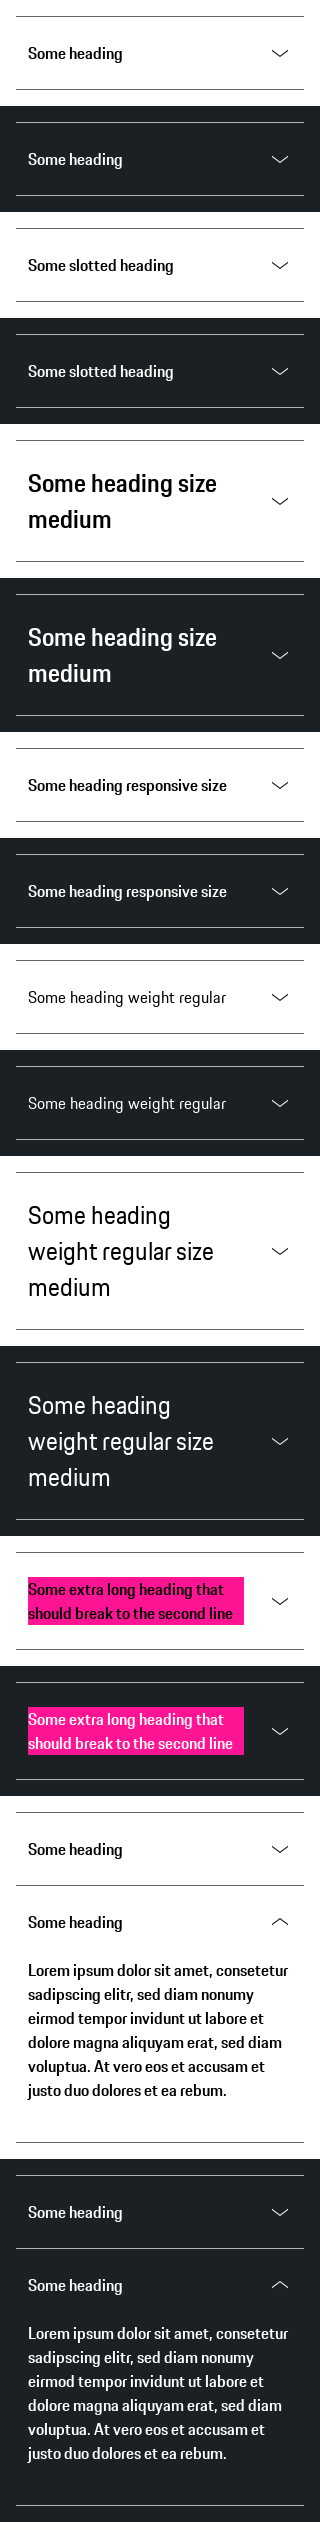 Some heading
Some heading
Some slotted heading
Some slotted heading
Some heading size
medium
Some heading size
medium
Some heading responsive size
Some heading responsive size
Some heading weight regular
Some heading weight regular
Some heading
weight regular size
medium
Some heading
weight regular size
medium
Some extra long heading that
should break to the second line
Some extra long heading that
should break to the second line
Some heading
Some heading
Lorem ipsum dolor sit amet, consetetur
sadipscing elitr, sed diam nonumy
eirmod tempor invidunt ut labore et
dolore magna aliquyam erat, sed diam
voluptua. At vero eos et accusam et
justo duo dolores et ea rebum.
Some heading
Some heading
Lorem ipsum dolor sit amet, consetetur
sadipscing elitr, sed diam nonumy
eirmod tempor invidunt ut labore et
dolore magna aliquyam erat, sed diam
voluptua. At vero eos et accusam et
justo duo dolores et ea rebum.